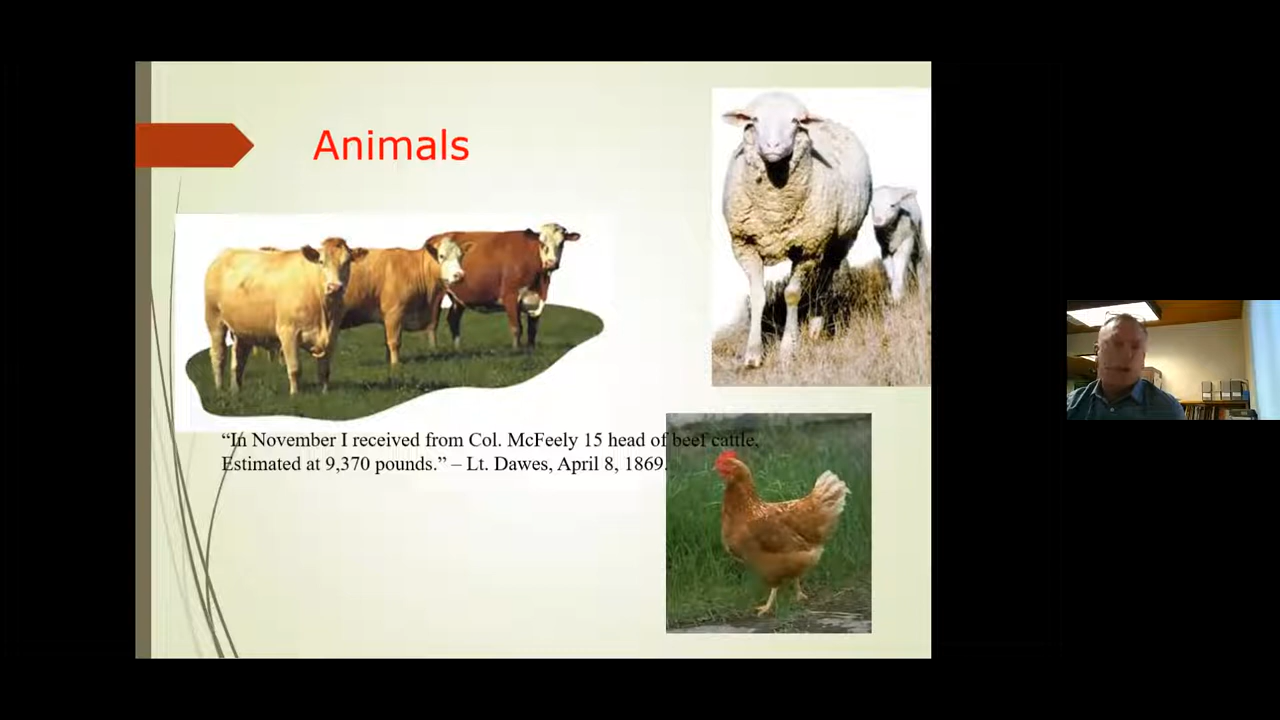 Animals
“In November I received from Col. McFeely 15 head of beef cattle,
Estimated at 9,370 pounds.” – Lt. Dawes, April 8, 1869.